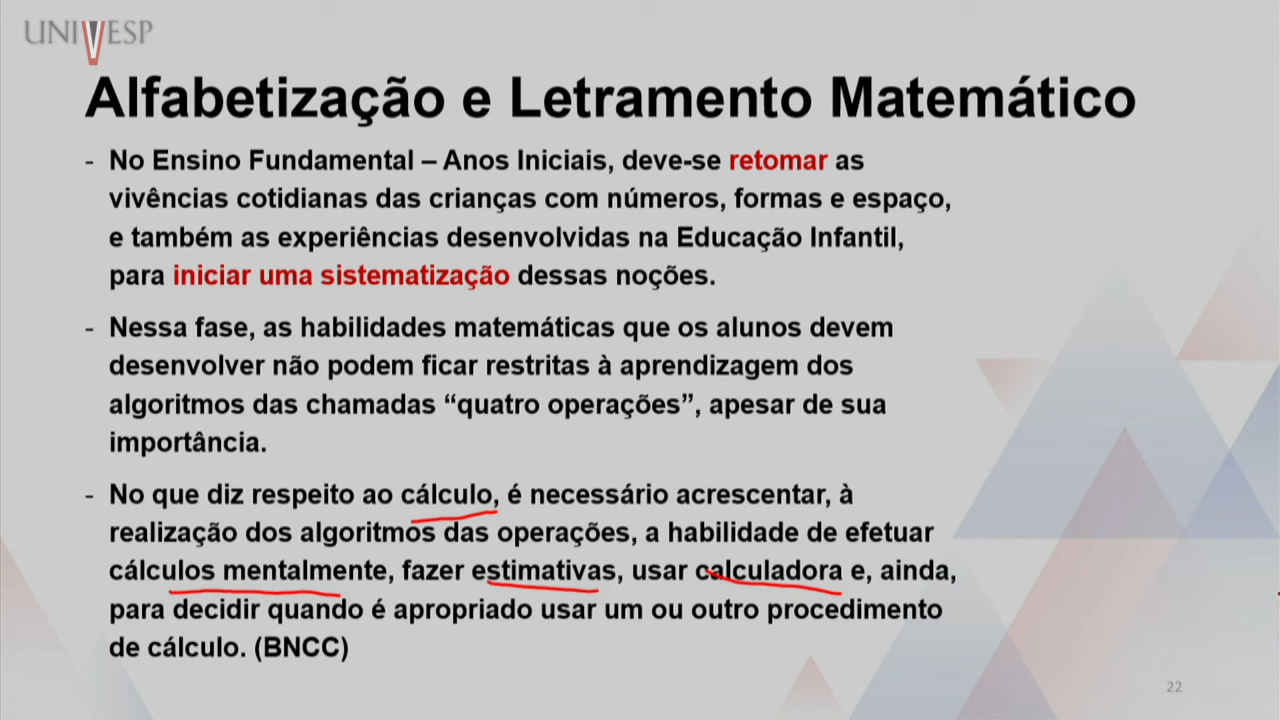 UNIVESP
Alfabetização e Letramento Matemático
- No Ensino Fundamental – Anos Iniciais, deve-se retomar as
vivências cotidianas das crianças com números, formas e espaço,
e também as experiências desenvolvidas na Educação Infantil,
para iniciar uma sistematização dessas noções.
- Nessa fase, as habilidades matemáticas que os alunos devem
desenvolver não podem ficar restritas à aprendizagem dos
algoritmos das chamadas “quatro operações”, apesar de sua
importância.
- No que diz respeito ao cálculo, é necessário acrescentar, à
realização dos algoritmos das operações, a habilidade de efetuar
cálculos mentalmente, fazer estimativas, usar calculadora e, ainda,
para decidir quando é apropriado usar um ou outro procedimento
de cálculo. (BNCC)
22